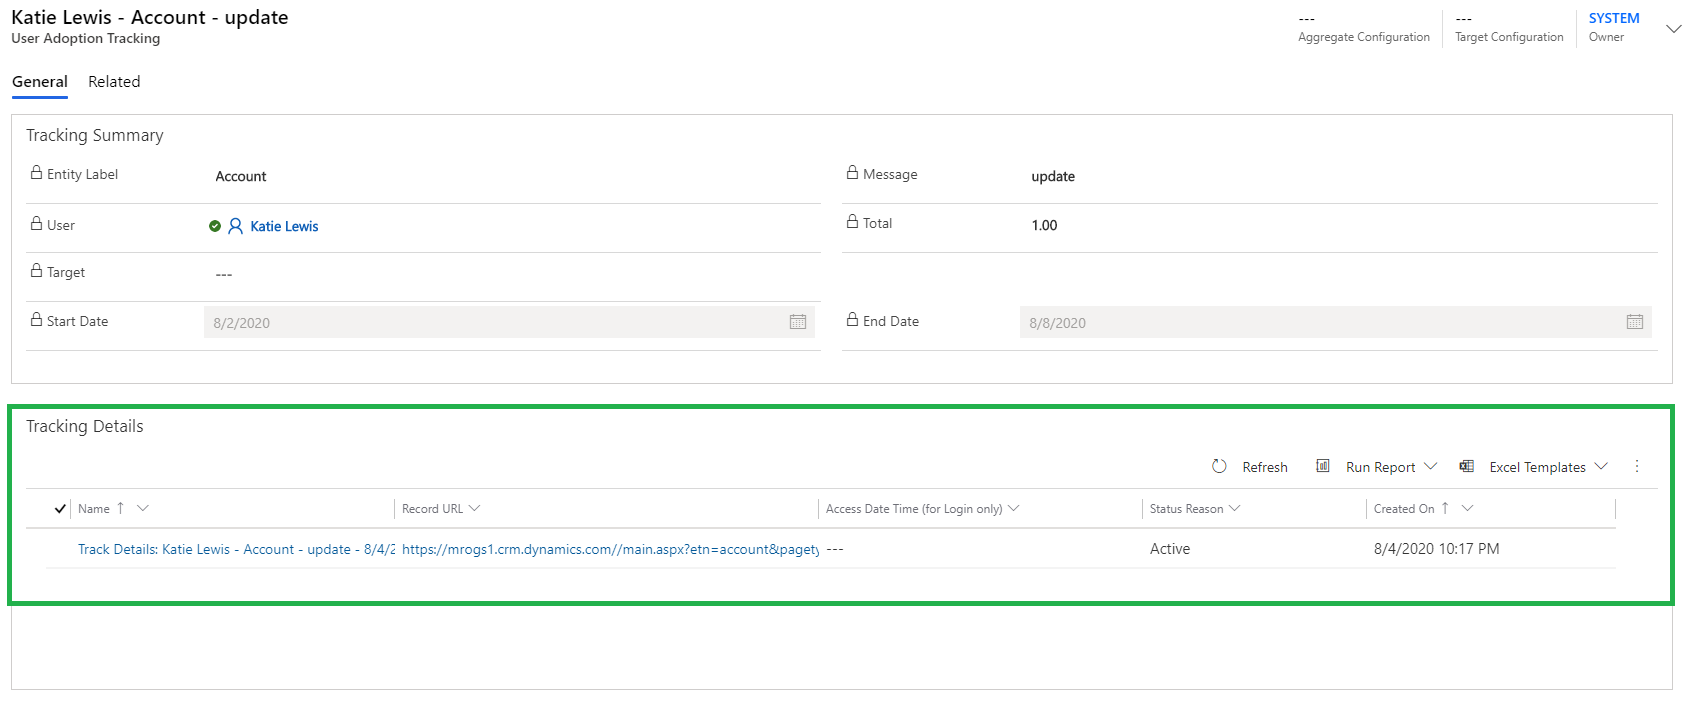 Katie Lewis - Account - update
User Adoption Tracking
--- --- SYSTEM
Aggregate Configuration Target Configuration Owner
General Related
Tracking Summary
Entity Label Account Message update
User Katie Lewis Total 1.00
Target ---
Start Date 8/2/2020 End Date 8/8/2020
Tracking Details
Refresh Run Report Excel Templates
Name ↑ Record URL Access Date Time (for Login only) Status Reason Created On ↑
Track Details: Katie Lewis - Account - update - 8/4/2 https://mrogs1.crm.dynamics.com//main.aspx?etn=account&pagety --- Active 8/4/2020 10:17 PM